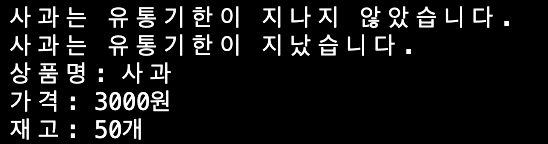 사과는 유통기한이 지나지 않았습니다.
사과는 유통기한이 지났습니다.
상품명: 사과
가격: 3000원
재고: 50개